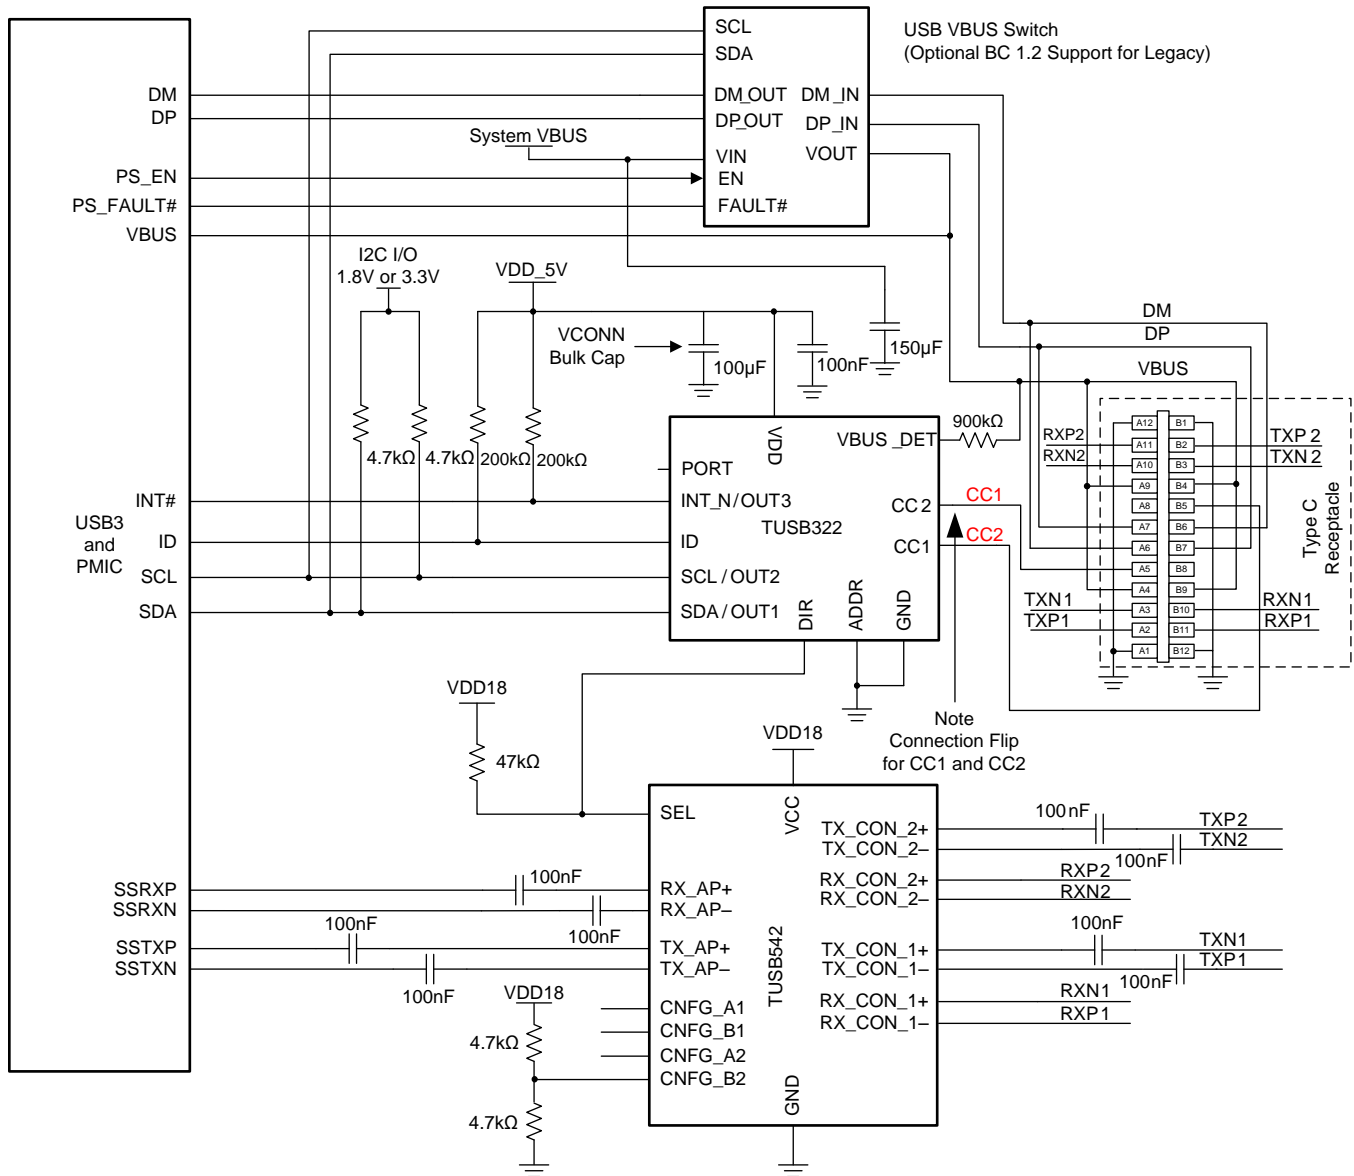 SCL
SDA
USB VBUS Switch
(Optional BC 1.2 Support for Legacy)
DM
DP
DM_OUT
DP_OUT
DM_IN
DP_IN
VOUT
System VBUS
VIN
EN
FAULT#
PS_EN
PS_FAULT#
VBUS
I2C I/O
1.8V or 3.3V
VDD_5V
VCONN
Bulk Cap
100µF
100nF
150µF
DM
DP
VBUS
4.7kΩ
4.7kΩ
200kΩ
200kΩ
VDD
VBUS_DET
900kΩ
PORT
INT_N/OUT3
TUSB322
ID
SCL/OUT2
SDA/OUT1
CC2
CC1
CC1
CC2
DIR
ADDR
GND
INT#
USB3
and
PMIC
ID
SCL
SDA
RXP2
RXN2
TXP2
TXN2
A12
B1
A11
B2
A10
B3
A9
B4
A8
B5
A7
B6
A6
B7
A5
B8
A4
B9
A3
B10
A2
B11
A1
B12
Type C
Receptacle
TXN1
TXP1
RXN1
RXP1
Note
Connection Flip
for CC1 and CC2
VDD18
47kΩ
VDD18
VCC
SEL
TX_CON_2+
TX_CON_2–
RX_CON_2+
RX_CON_2–
TX_CON_1+
TX_CON_1–
RX_CON_1+
RX_CON_1–
100nF
TXP2
100nF
TXN2
RXP2
RXN2
100nF
TXN1
100nF
TXP1
RXN1
RXP1
SSRXP
SSRXN
SSTXP
SSTXN
100nF
100nF
100nF
100nF
RX_AP+
RX_AP–
TX_AP+
TX_AP–
TUSB542
VDD18
4.7kΩ
4.7kΩ
CNFG_A1
CNFG_B1
CNFG_A2
CNFG_B2
GND